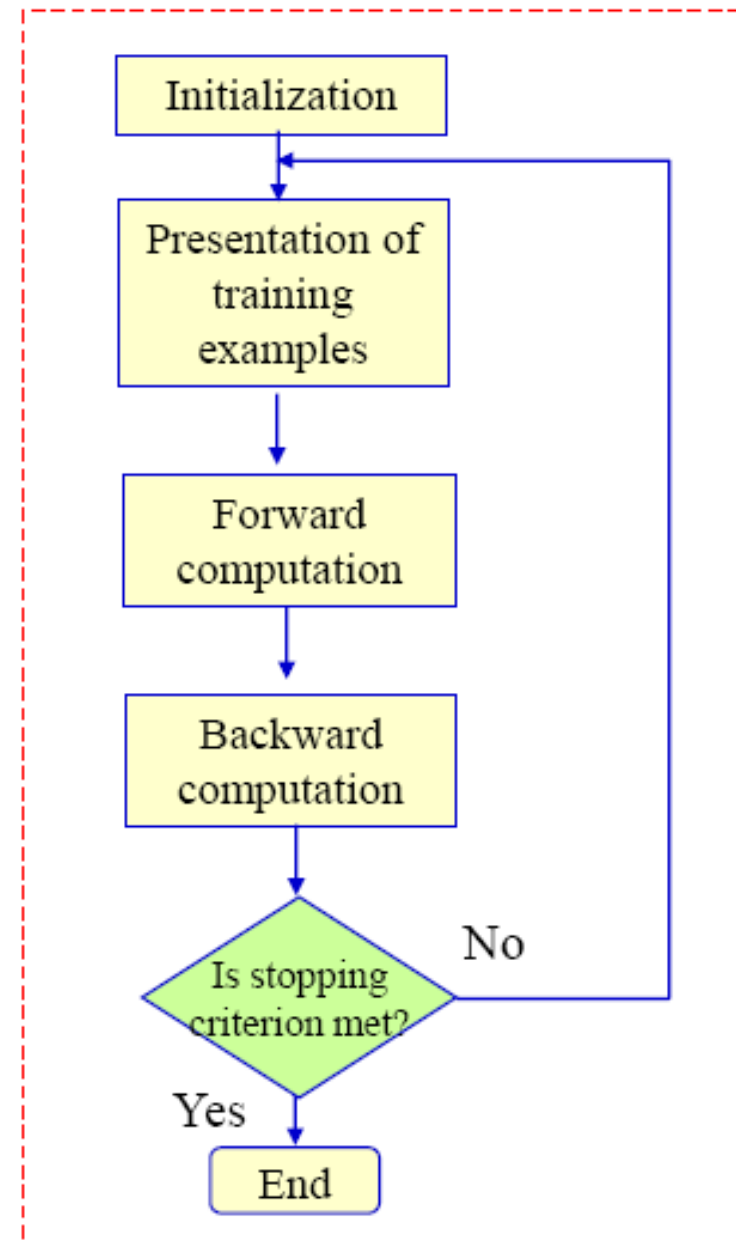 Initialization
Presentation of
training
examples
Forward
computation
Backward
computation
Is stopping
criterion met?
No
Yes
End